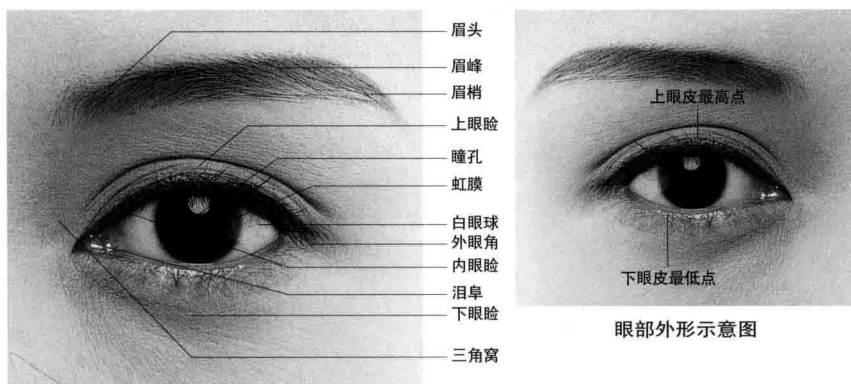 眉头
眉峰
眉梢
上眼睑
瞳孔
虹膜
白眼球
外眼角
内眼睑
泪阜
下眼睑
三角窝
上眼皮最高点
下眼皮最低点
眼部外形示意图